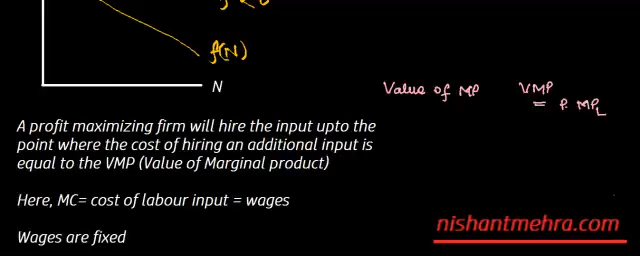 f(N)
N
Value of MP VMP
= P. MPL
A profit maximizing firm will hire the input upto the
point where the cost of hiring an additional input is
equal to the VMP (Value of Marginal product)
Here, MC= cost of labour input = wages
Wages are fixed
nishantmehra.com